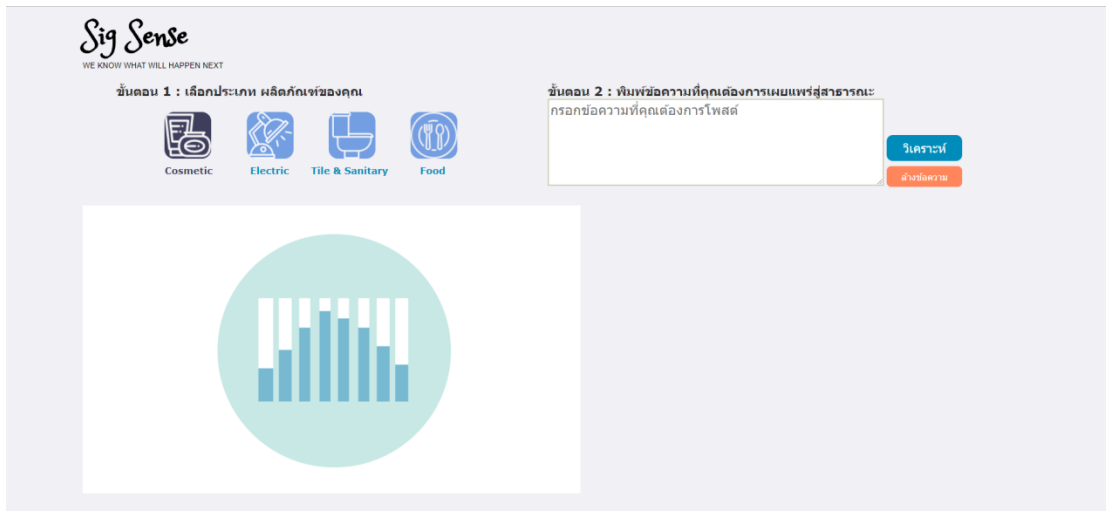 Sig Sense
WE KNOW WHAT WILL HAPPEN NEXT
ขั้นตอน 1 : เลือกประเภท ผลิตภัณฑ์ของคุณ
Cosmetic
Electric
Tile & Sanitary
Food
ขั้นตอน 2 : พิมพ์ข้อความที่คุณต้องการเผยแพร่สู่สาธารณะ
กรอกข้อความที่คุณต้องการโพสต์
วิเคราะห์
ล้างข้อความ